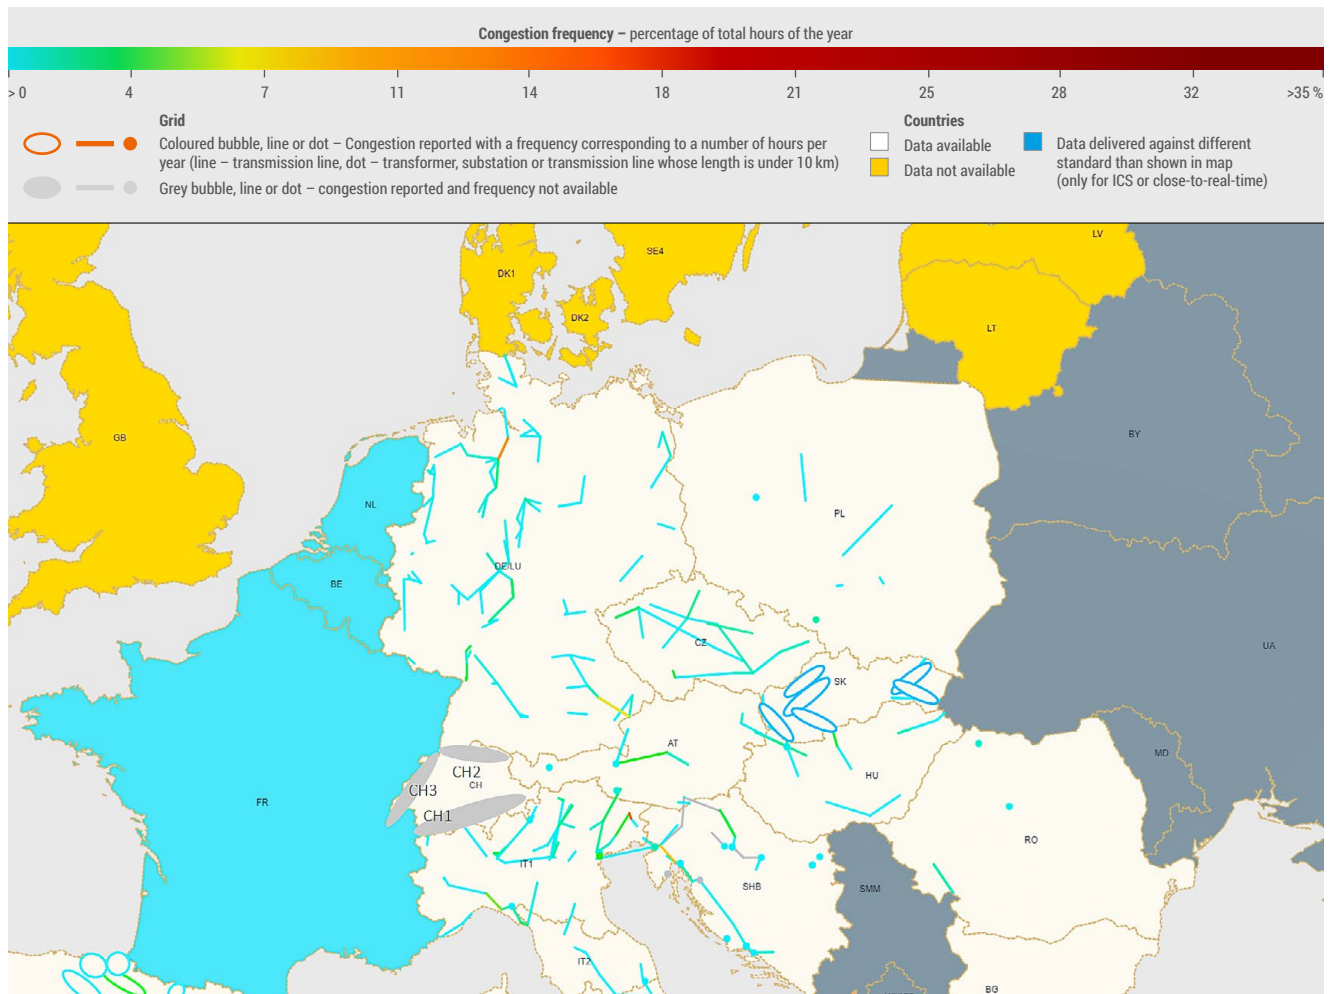 Congestion frequency – percentage of total hours of the year
> 0 4 7 11 14 18 21 25 28 32 >35 %
Grid
Coloured bubble, line or dot – Congestion reported with a frequency corresponding to a number of hours per
year (line – transmission line, dot – transformer, substation or transmission line whose length is under 10 km)
Grey bubble, line or dot – congestion reported and frequency not available
Countries
Data available
Data not available
Data delivered against different
standard than shown in map
(only for ICS or close-to-real-time)
LV
SE4
DK1
DK2
LT
GB
BY
NL
PL
DE/LU
BE
CZ
UA
SK
AT
MD
CH2
HU
CH
CH3
FR
CH1
RO
IT1
SHB
SMM
IT2
BG